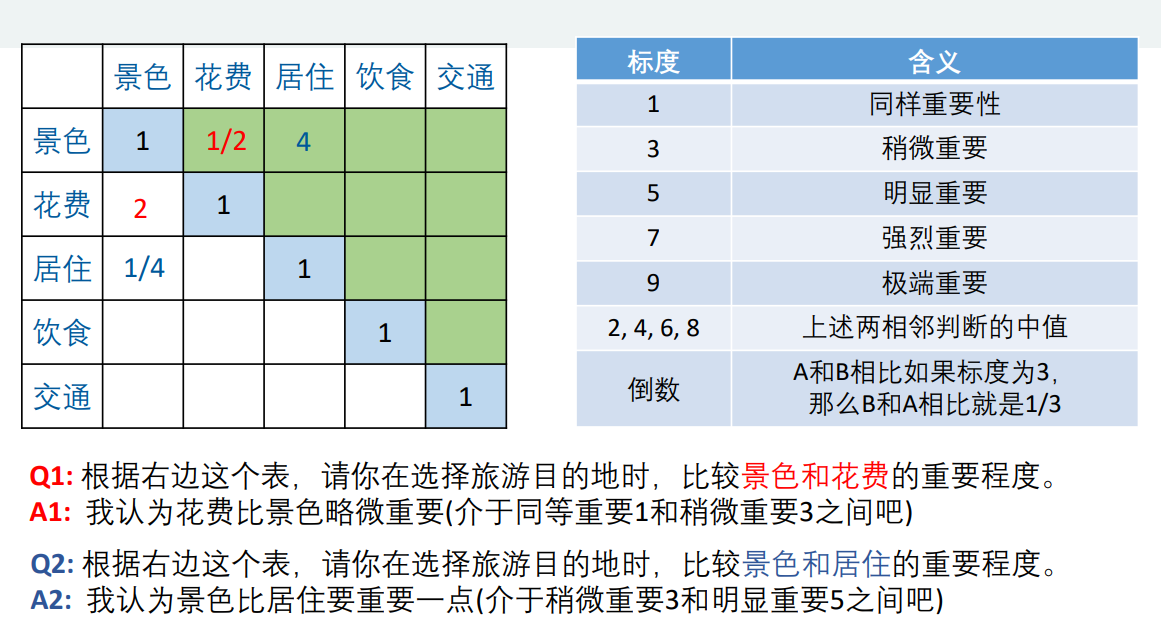 景色 花费 居住 饮食 交通
景色 1 1/2 4
花费 2 1
居住 1/4 1
饮食 1
交通 1
标度 含义
1 同样重要性
3 稍微重要
5 明显重要
7 强烈重要
9 极端重要
2, 4, 6, 8 上述两相邻判断的中值
倒数 A和B相比如果标度为3，
那么B和A相比就是1/3
Q1: 根据右边这个表，请你在选择旅游目的地时，比较景色和花费的重要程度。
A1: 我认为花费比景色略微重要(介于同等重要1和稍微重要3之间吧)
Q2: 根据右边这个表，请你在选择旅游目的地时，比较景色和居住的重要程度。
A2: 我认为景色比居住要重要一点(介于稍微重要3和明显重要5之间吧)